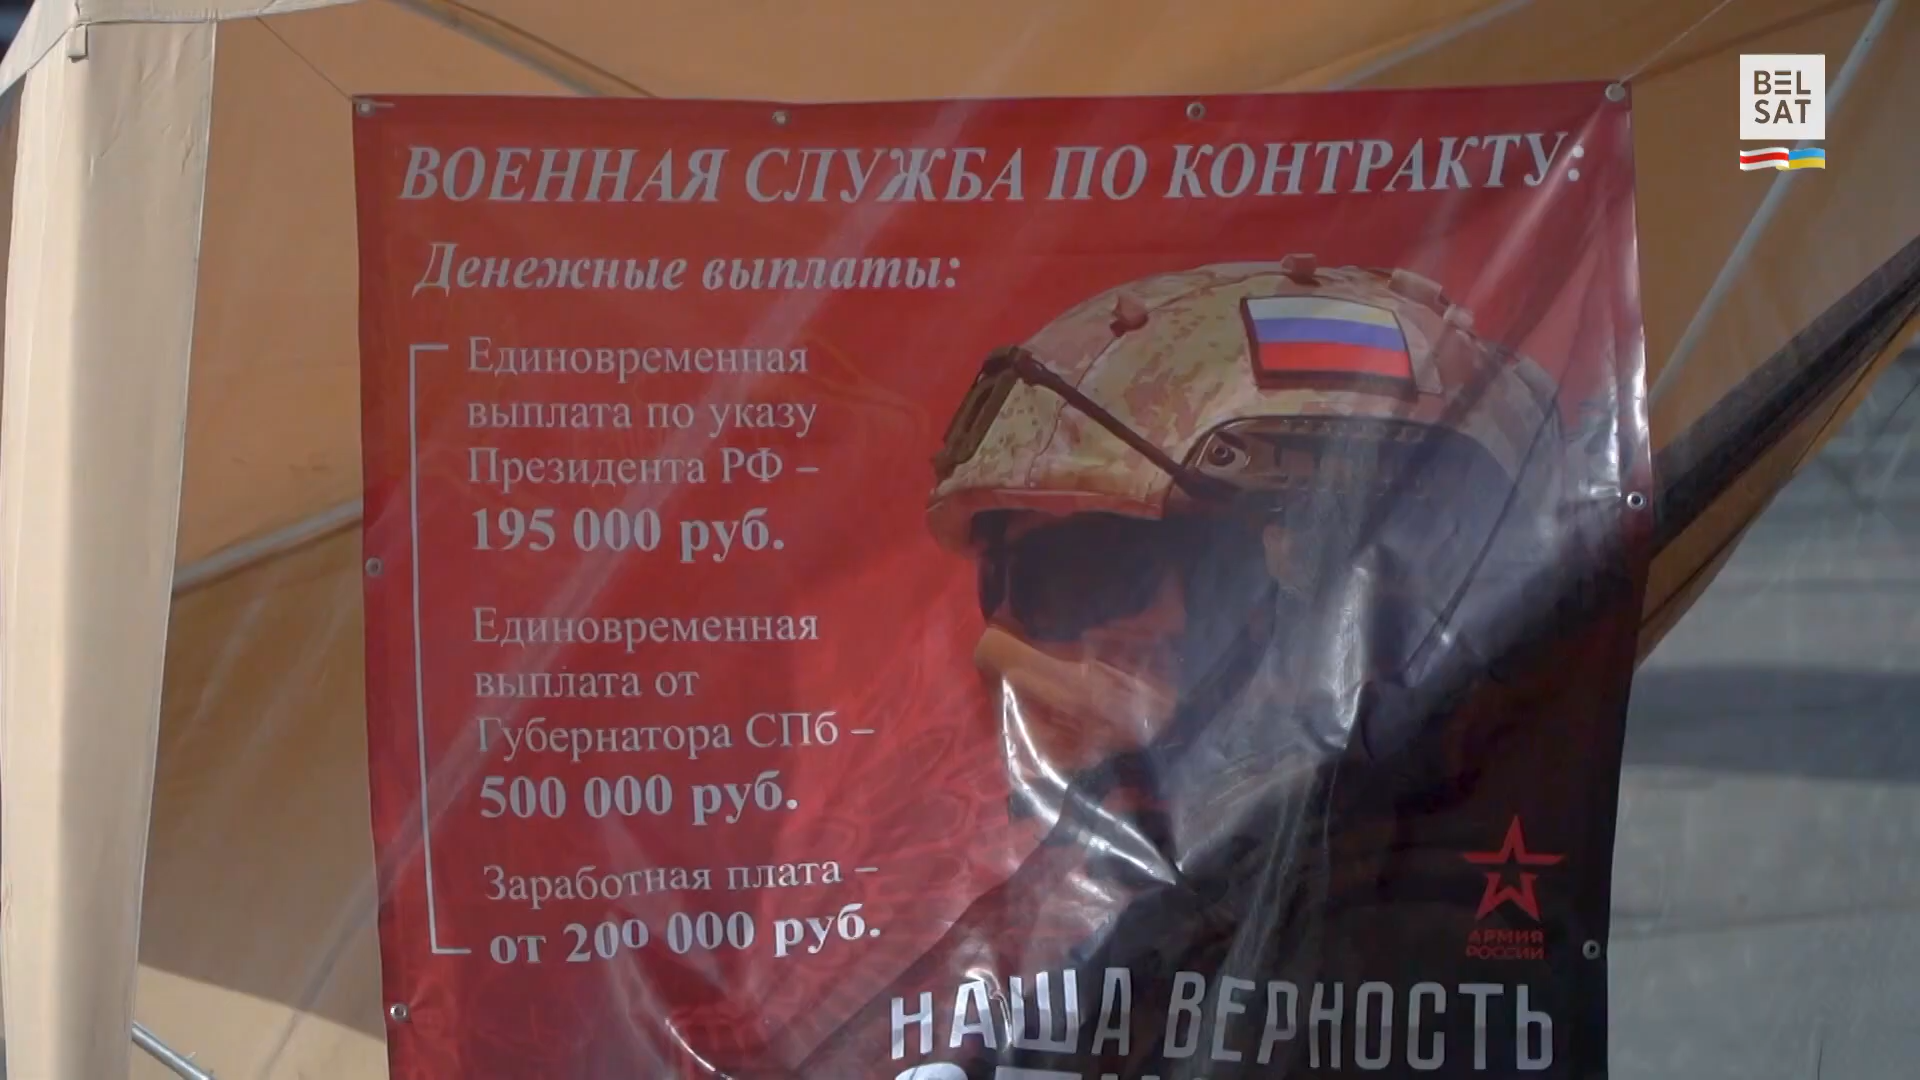 BEL
SAT
ВОЕННАЯ СЛУЖБА ПО КОНТРАКТУ:
Денежные выплаты:
Единовременная
выплата по указу
Президента РФ –
195 000 руб.
Единовременная
выплата от
Губернатора СПб –
500 000 руб.
Заработная плата –
от 200 000 руб.
АРМИЯ
РОССИИ
НАША ВЕРНОСТЬ